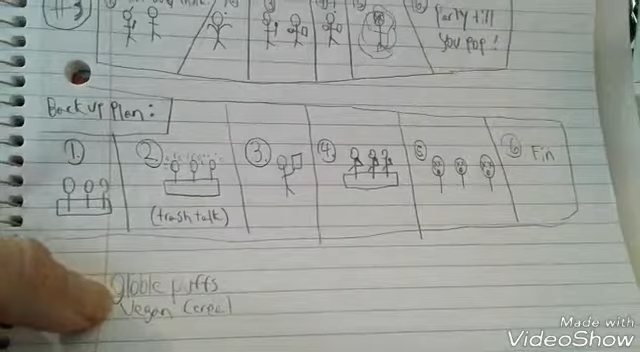 #3
Party till
you pop!
Back up Plan:
1
2
3.
4.
5
6
Fin
(trash talk)
Globle puffs
Vegan Cereal
Made with
VideoShow